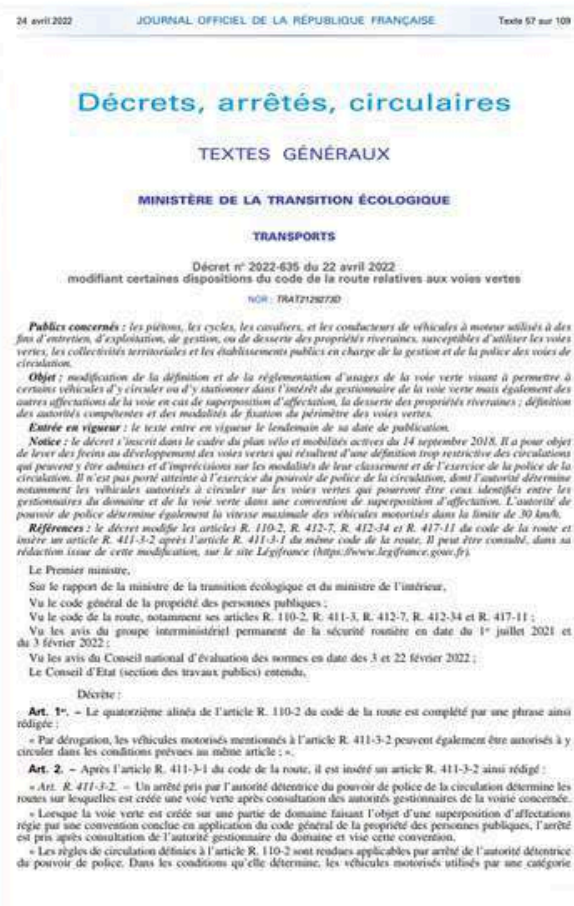 24 avril 2022
JOURNAL OFFICIEL DE LA RÉPUBLIQUE FRANÇAISE
Texte 57 sur 109
Décrets, arrêtés, circulaires
TEXTES GÉNÉRAUX
MINISTÈRE DE LA TRANSITION ÉCOLOGIQUE
TRANSPORTS
Décret n° 2022-635 du 22 avril 2022
modifiant certaines dispositions du code de la route relatives aux voies vertes
NOR : TRAT2129273D
Publics concernés : les piétons, les cycles, les cavaliers, et les conducteurs de véhicules à moteur utilisés à des
fins d'entretien, d'exploitation, de gestion, ou de desserte des propriétés riveraines, susceptibles d'utiliser les voies
vertes, les collectivités territoriales et les établissements publics en charge de la gestion et de la police des voies de
circulation.
Objet : modification de la définition et de la réglementation d'usages de la voie verte visant à permettre à
certains véhicules d'y circuler ou d'y stationner dans l'intérêt du gestionnaire de la voie verte mais également des
autres affectations de la voie en cas de superposition d'affectation, la desserte des propriétés riveraines ; définition
des autorités compétentes et des modalités de fixation du périmètre des voies vertes.
Entrée en vigueur : le texte entre en vigueur le lendemain de sa date de publication.
Notice : le décret s'inscrit dans le cadre du plan vélo et mobilités actives du 14 septembre 2018. Il a pour objet
de lever des freins au développement des voies vertes qui résultent d'une définition trop restrictive des circulations
qui peuvent y être admises et d'imprécisions sur les modalités de leur classement et de l'exercice de la police de la
circulation. Il n'est pas porté atteinte à l'exercice du pouvoir de police de la circulation, dont l'autorité détermine
notamment les véhicules autorisés à circuler sur les voies vertes qui pourront être ceux identifiés entre les
gestionnaires du domaine et de la voie verte dans une convention de superposition d'affectation. L'autorité de
pouvoir de police détermine également la vitesse maximale des véhicules motorisés dans la limite de 30 km/h.
Références : le décret modifie les articles R. 110-2, R. 412-7, R. 412-34 et R. 417-11 du code de la route et
insère un article R. 411-3-2 après l'article R. 411-3-1 du même code de la route. Il peut être consulté, dans sa
rédaction issue de cette modification, sur le site Légifrance (https://www.legifrance.gouv.fr).
Le Premier ministre,
Sur le rapport de la ministre de la transition écologique et du ministre de l'intérieur,
Vu le code général de la propriété des personnes publiques ;
Vu le code de la route, notamment ses articles R. 110-2, R. 411-3, R. 412-7, R. 412-34 et R. 417-11 ;
Vu les avis du groupe interministériel permanent de la sécurité routière en date du 1er juillet 2021 et
du 3 février 2022 ;
Vu les avis du Conseil national d'évaluation des normes en date des 3 et 22 février 2022 ;
Le Conseil d'Etat (section des travaux publics) entendu,
Décrète :
Art. 1er. – Le quatorzième alinéa de l'article R. 110-2 du code de la route est complété par une phrase ainsi
rédigée :
« Par dérogation, les véhicules motorisés mentionnés à l'article R. 411-3-2 peuvent également être autorisés à y
circuler dans les conditions prévues au même article ; ».
Art. 2. – Après l'article R. 411-3-1 du code de la route, il est inséré un article R. 411-3-2 ainsi rédigé :
« Art. R. 411-3-2. – Un arrêté pris par l'autorité détentrice du pouvoir de police de la circulation détermine les
routes sur lesquelles est créée une voie verte après consultation des autorités gestionnaires de la voirie concernée.
« Lorsque la voie verte est créée sur une partie de domaine faisant l'objet d'une superposition d'affectations
régie par une convention conclue en application du code général de la propriété des personnes publiques, l'arrêté
est pris après consultation de l'autorité gestionnaire du domaine et vise cette convention.
« Les règles de circulation définies à l'article R. 110-2 sont rendues applicables par arrêté de l'autorité détentrice
du pouvoir de police. Dans les conditions qu'elle détermine, les véhicules motorisés utilisés par une catégorie